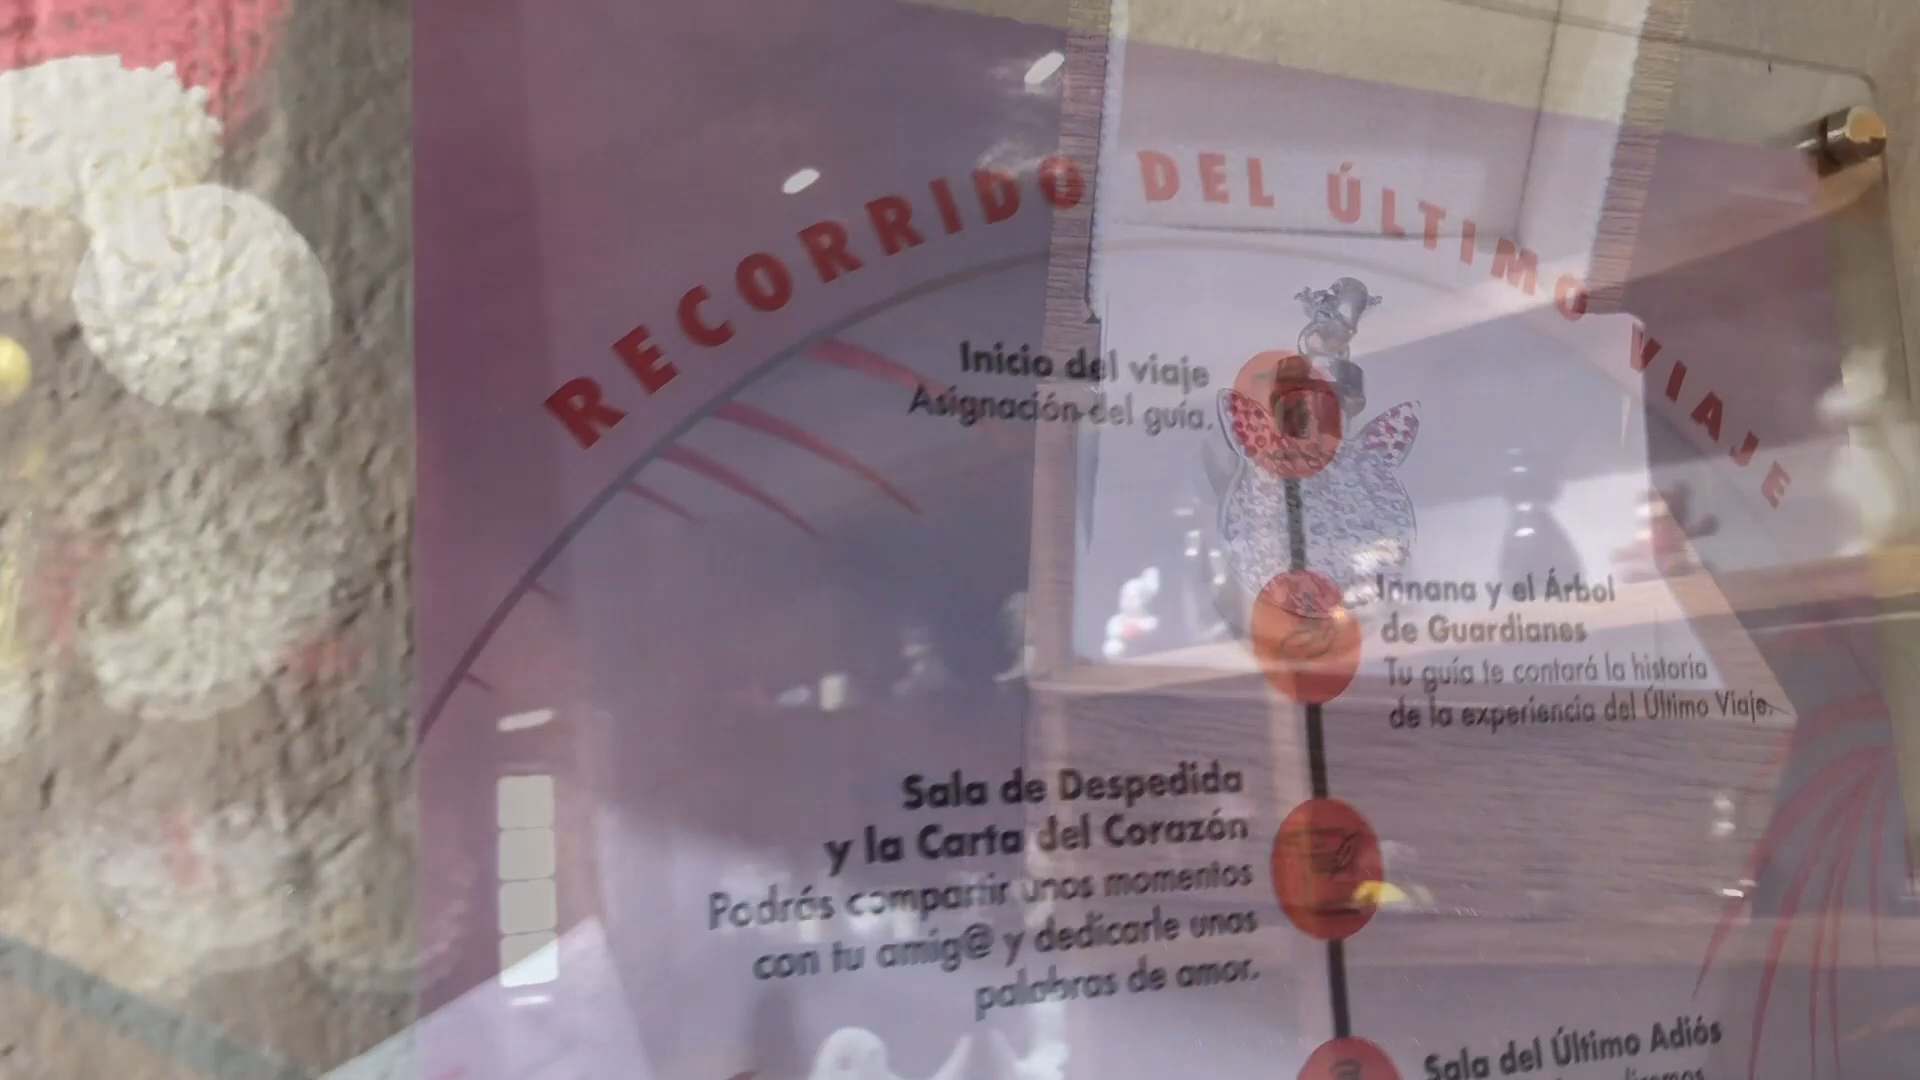 RECORRIDO DEL ÚLTIMO VIAJE
Inicio del viaje
Asignación del guía.
Innana y el Árbol
de Guardianes
Tu guía te contará la historia
de la experiencia del Último Viaje.
Sala de Despedida
y la Carta del Corazón
Podrás compartir unos momentos
con tu amig@ y dedicarle unas
palabras de amor.
Sala del Último Adiós